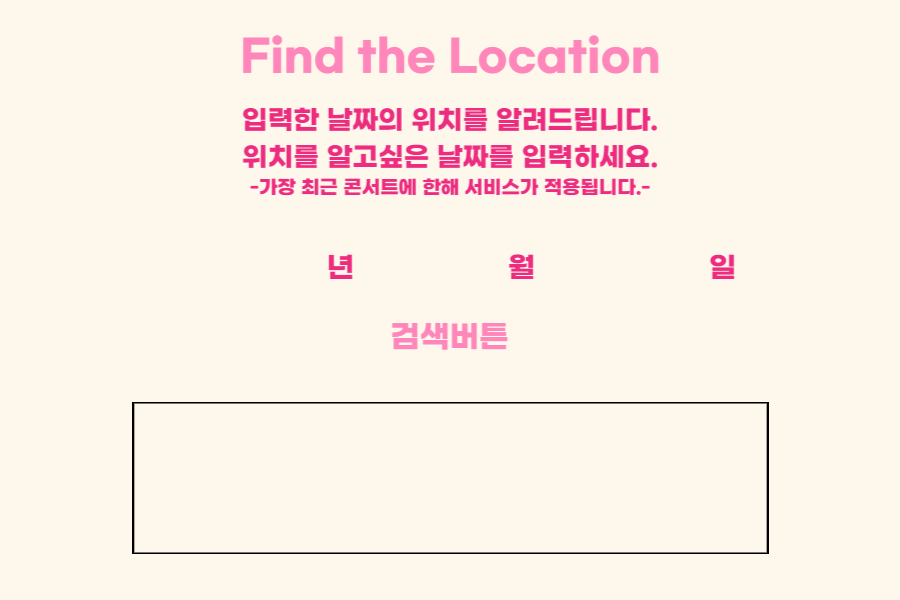 Find the Location
입력한 날짜의 위치를 알려드립니다.
위치를 알고싶은 날짜를 입력하세요.
-가장 최근 콘서트에 한해 서비스가 적용됩니다.-
년 월 일
검색버튼